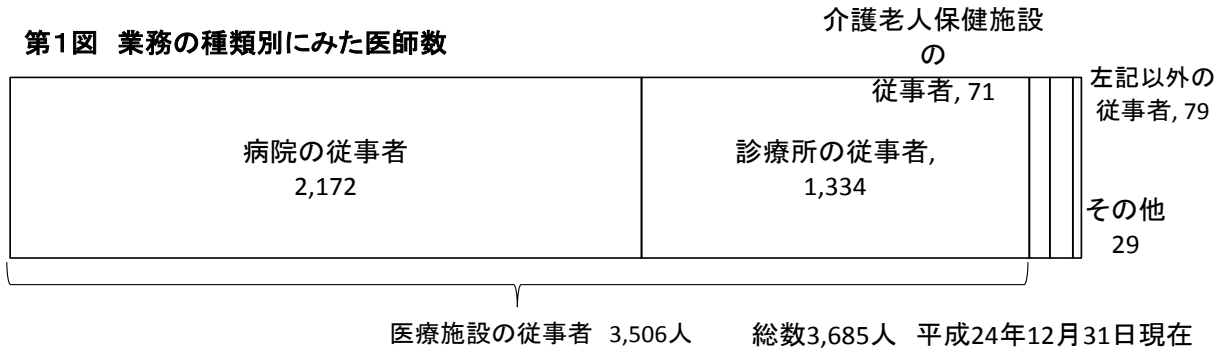 第1図 業務の種類別にみた医師数
介護老人保健施設
の
従事者, 71
左記以外の
従事者, 79
病院の従事者
2,172
診療所の従事者,
1,334
その他
29
医療施設の従事者 3,506人 総数3,685人 平成24年12月31日現在